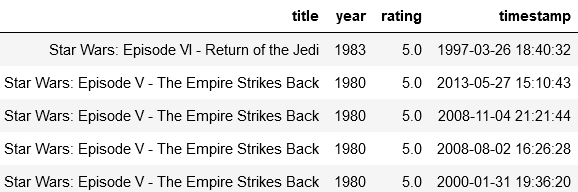 title year rating timestamp
Star Wars: Episode VI - Return of the Jedi 1983 5.0 1997-03-26 18:40:32
Star Wars: Episode V - The Empire Strikes Back 1980 5.0 2013-05-27 15:10:43
Star Wars: Episode V - The Empire Strikes Back 1980 5.0 2008-11-04 21:21:44
Star Wars: Episode V - The Empire Strikes Back 1980 5.0 2008-08-02 16:26:28
Star Wars: Episode V - The Empire Strikes Back 1980 5.0 2000-01-31 19:36:20